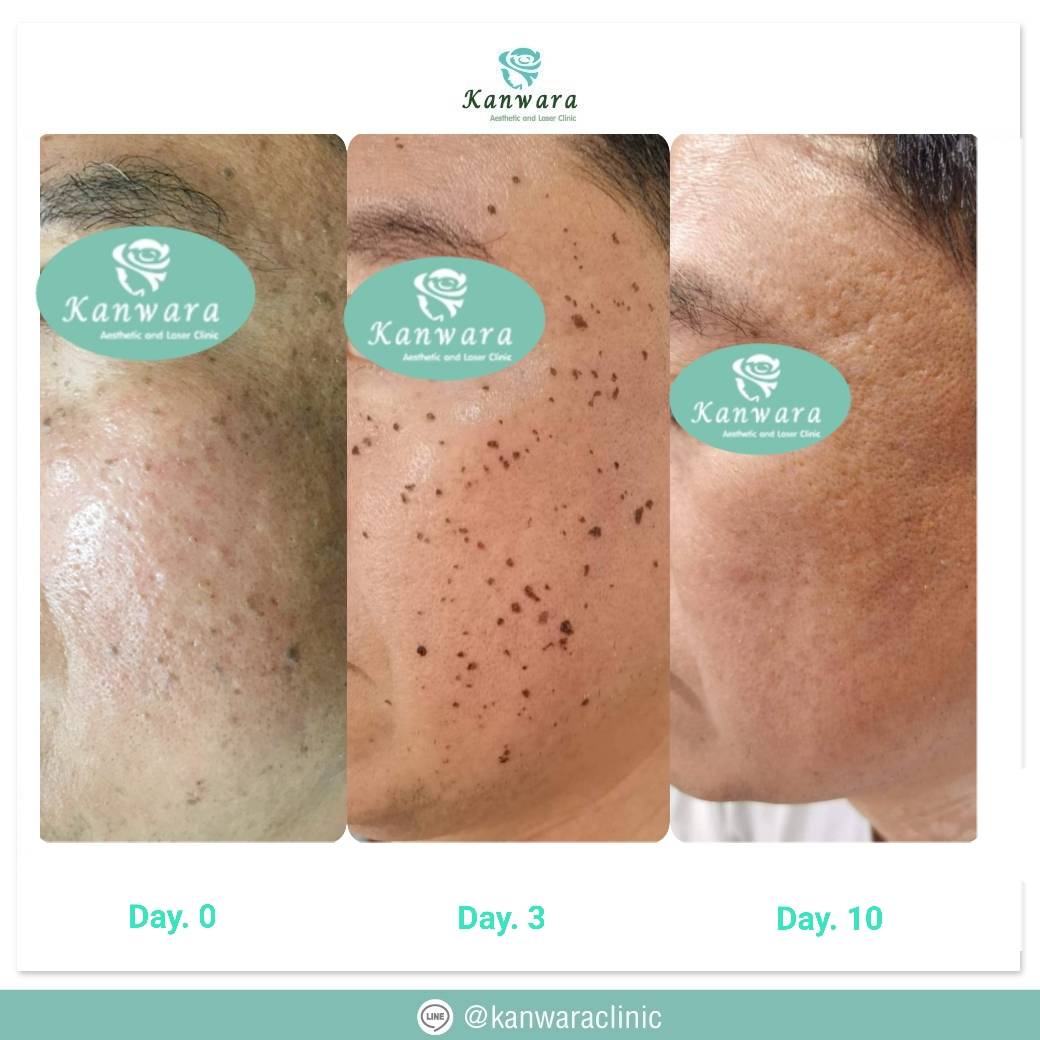 Kanwara
Aesthetic and Laser Clinic
Kanwara
Aesthetic and Laser Clinic
Kanwara
Aesthetic and Laser Clinic
Kanwara
Aesthetic and Laser Clinic
Day. 0
Day. 3
Day. 10
LINE @kanwaraclinic